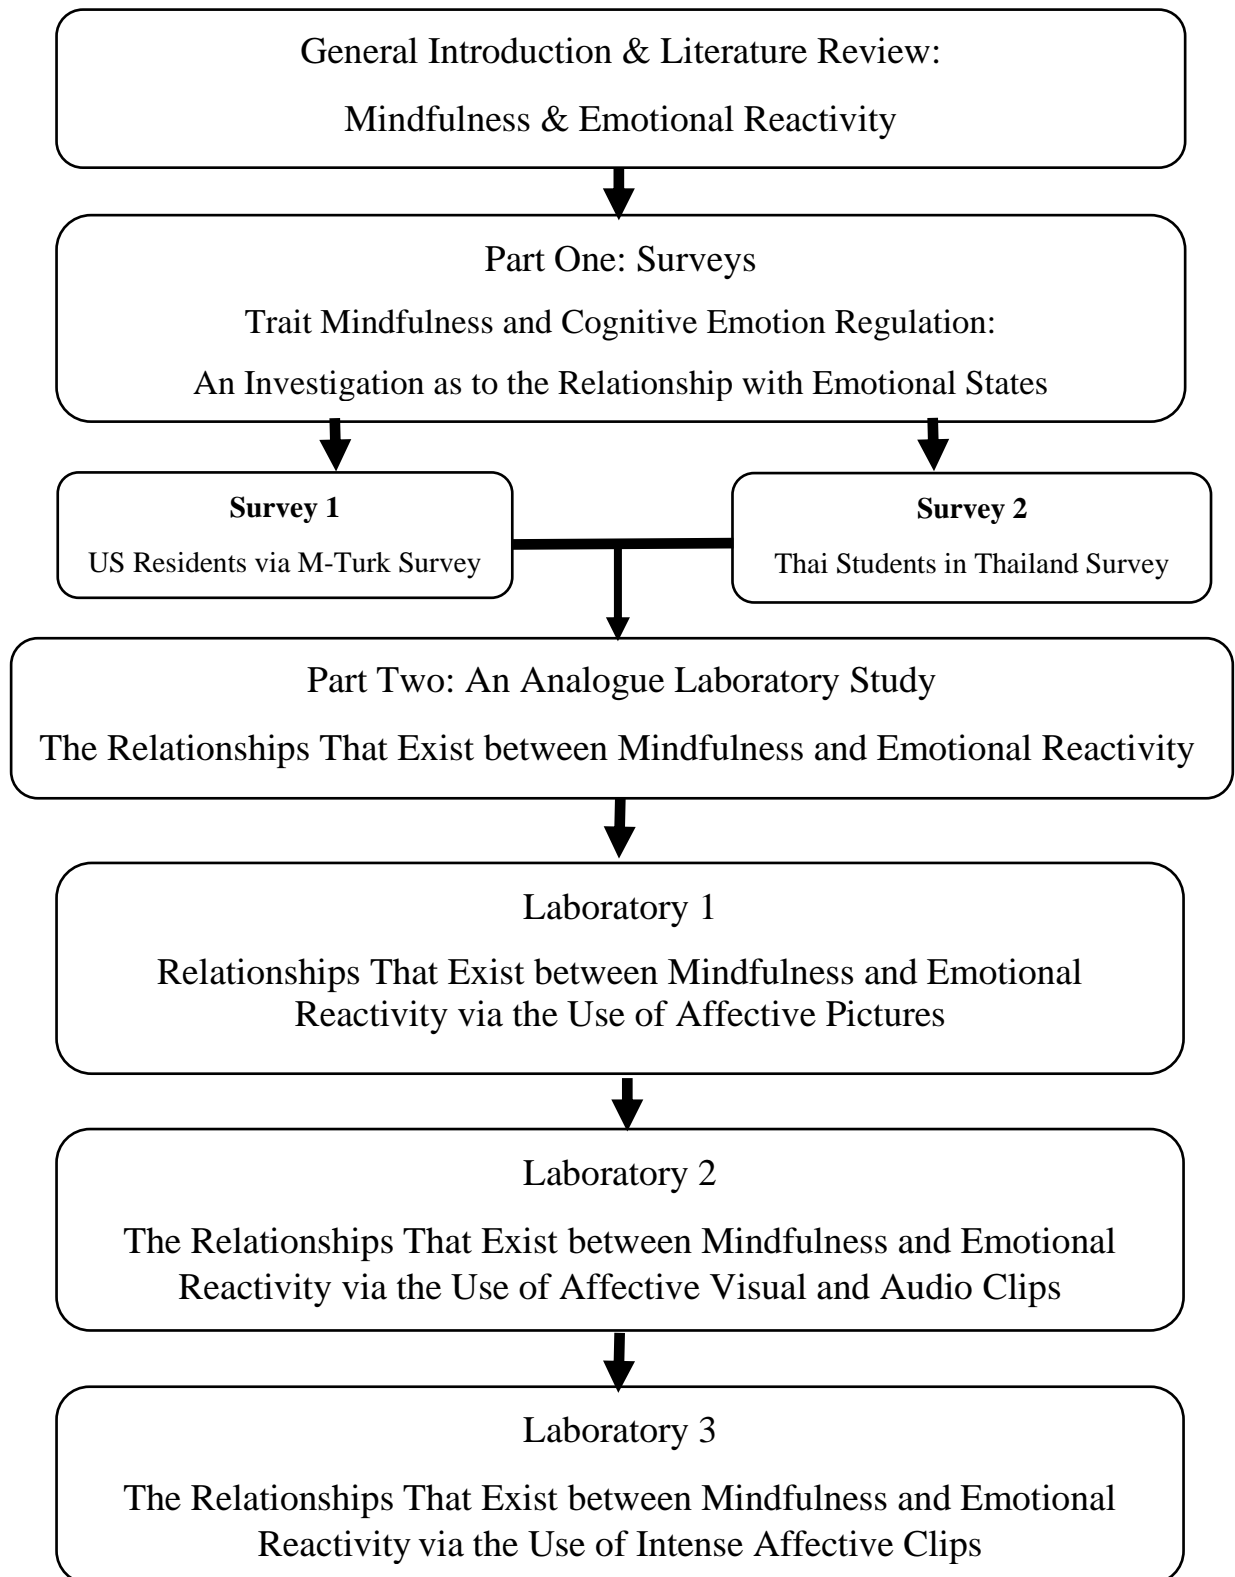 General Introduction & Literature Review:
Mindfulness & Emotional Reactivity
Part One: Surveys
Trait Mindfulness and Cognitive Emotion Regulation:
An Investigation as to the Relationship with Emotional States
Survey 1
US Residents via M-Turk Survey
Survey 2
Thai Students in Thailand Survey
Part Two: An Analogue Laboratory Study
The Relationships That Exist between Mindfulness and Emotional Reactivity
Laboratory 1
Relationships That Exist between Mindfulness and Emotional
Reactivity via the Use of Affective Pictures
Laboratory 2
The Relationships That Exist between Mindfulness and Emotional
Reactivity via the Use of Affective Visual and Audio Clips
Laboratory 3
The Relationships That Exist between Mindfulness and Emotional
Reactivity via the Use of Intense Affective Clips